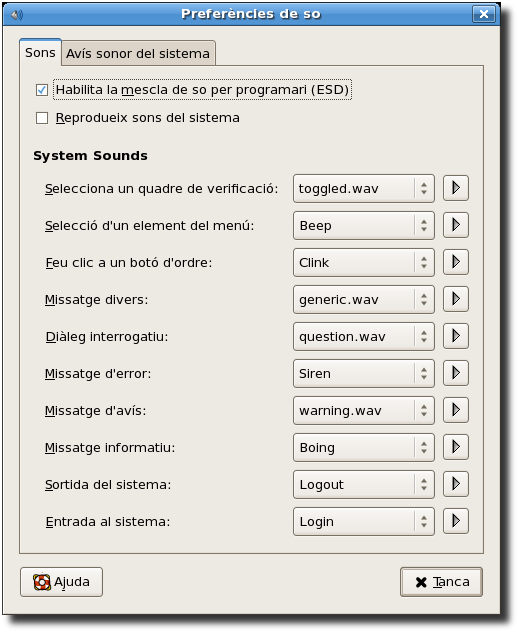 Preferències de so
Sons
Avís sonor del sistema
Habilita la mescla de so per programari (ESD)
Reprodueix sons del sistema
System Sounds
Selecciona un quadre de verificació: toggled.wav
Selecció d'un element del menú: Beep
Feu clic a un botó d'ordre: Clink
Missatge divers: generic.wav
Diàleg interrogatiu: question.wav
Missatge d'error: Siren
Missatge d'avís: warning.wav
Missatge informatiu: Boing
Sortida del sistema: Logout
Entrada al sistema: Login
Ajuda
Tanca